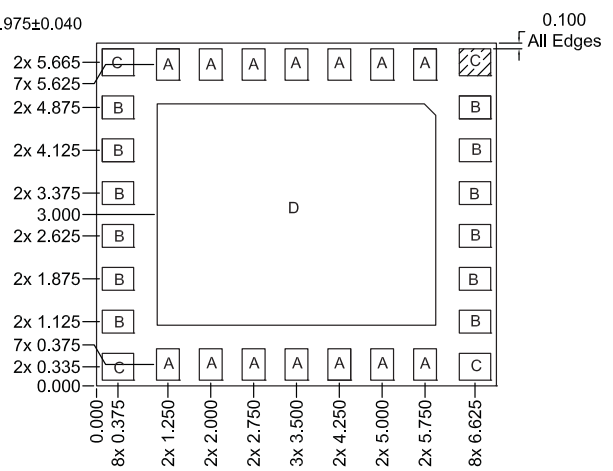 .975±0.040
0.100
All Edges
2x 5.665 C A A A A A A A C
7x 5.625
2x 4.875 B B
2x 4.125 B B
2x 3.375 B B
3.000 D
2x 2.625 B B
2x 1.875 B B
2x 1.125 B B
7x 0.375
2x 0.335 C A A A A A A A C
0.000
0.000
8x 0.375
2x 1.250
2x 2.000
2x 2.750
3x 3.500
2x 4.250
2x 5.000
2x 5.750
8x 6.625